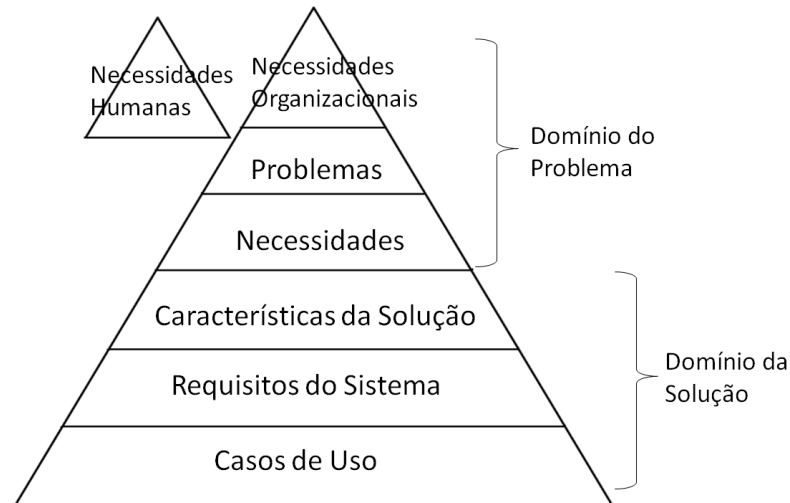 Necessidades
Humanas
Necessidades
Organizacionais
Problemas
Necessidades
Características da Solução
Requisitos do Sistema
Casos de Uso
Domínio do
Problema
Domínio da
Solução